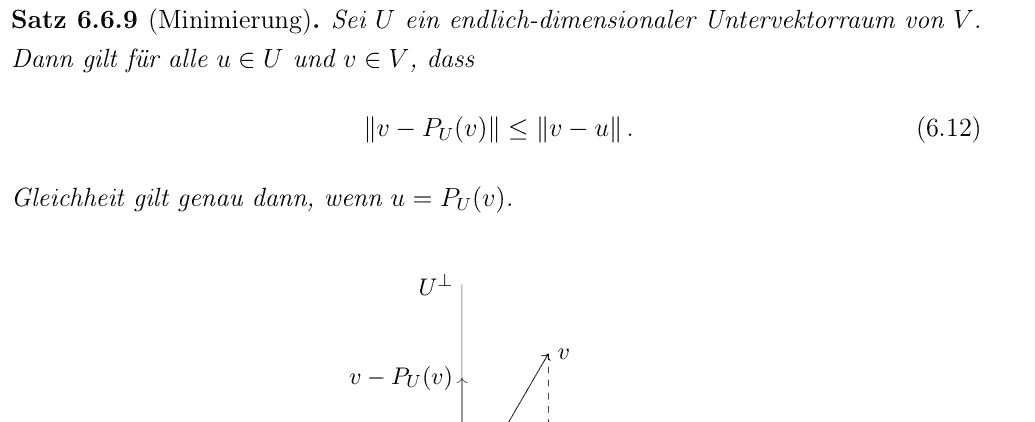 Satz 6.6.9 (Minimierung). Sei U ein endlich-dimensionaler Untervektorraum von V.
Dann gilt für alle u ∈ U und v ∈ V, dass
‖v − P_U(v)‖ ≤ ‖v − u‖ . (6.12)
Gleichheit gilt genau dann, wenn u = P_U(v).
U^⊥
v
v − P_U(v)